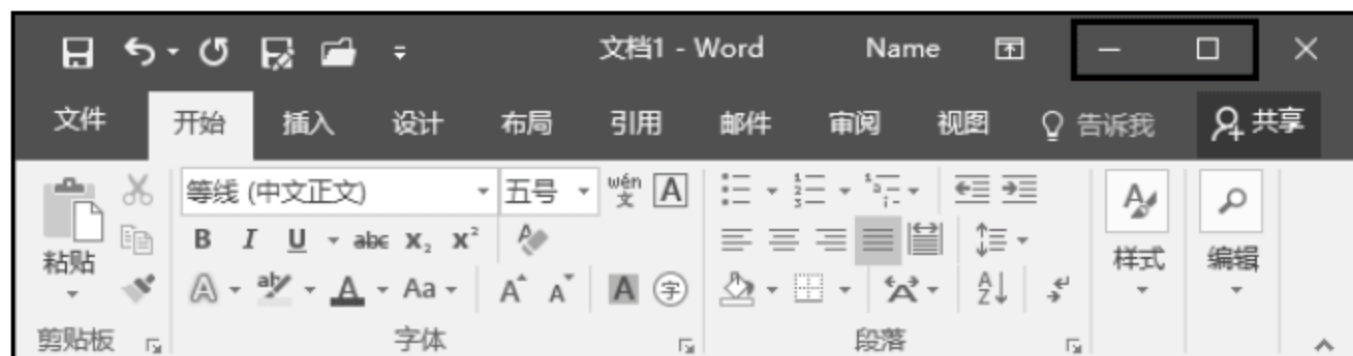 文档1 - Word Name
文件 开始 插入 设计 布局 引用 邮件 审阅 视图 告诉我 共享
等线 (中文正文) 五号 wén 文 A
B I U abc x₂ x²
粘贴 样式 编辑
A aby A Aa A A A 字
剪贴板 字体 段落